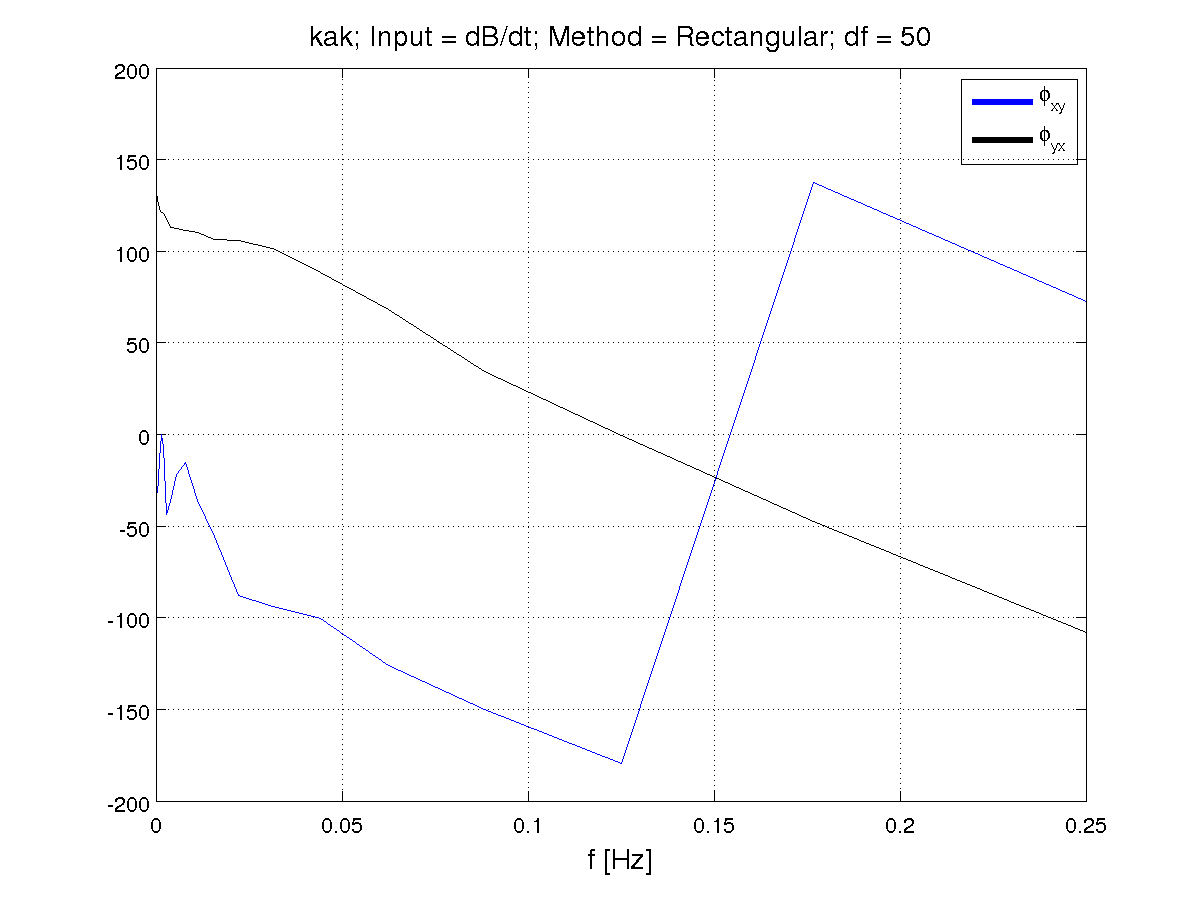 kak; Input = dB/dt; Method = Rectangular; df = 50
200
150
100
50
0
-50
-100
-150
-200
ϕxy
ϕyx
0 0.05 0.1 0.15 0.2 0.25
f [Hz]